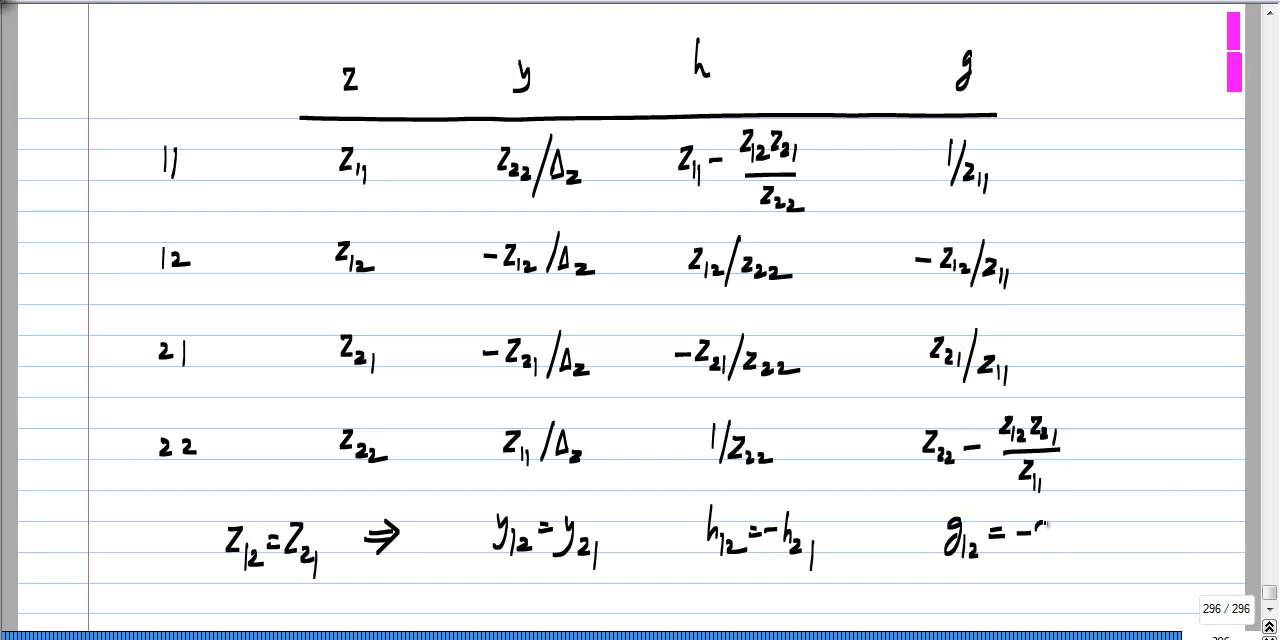 z y h g
11 z11 z22/Δz z11 - z12z21/z22 1/z11
12 z12 -z12/Δz z12/z22 -z12/z11
21 z21 -z21/Δz -z21/z22 z21/z11
22 z22 z11/Δz 1/z22 z22 - z12z21/z11
z12 = z21 ⇒ y12 = y21 h12 = -h21 g12 = -
296 / 296